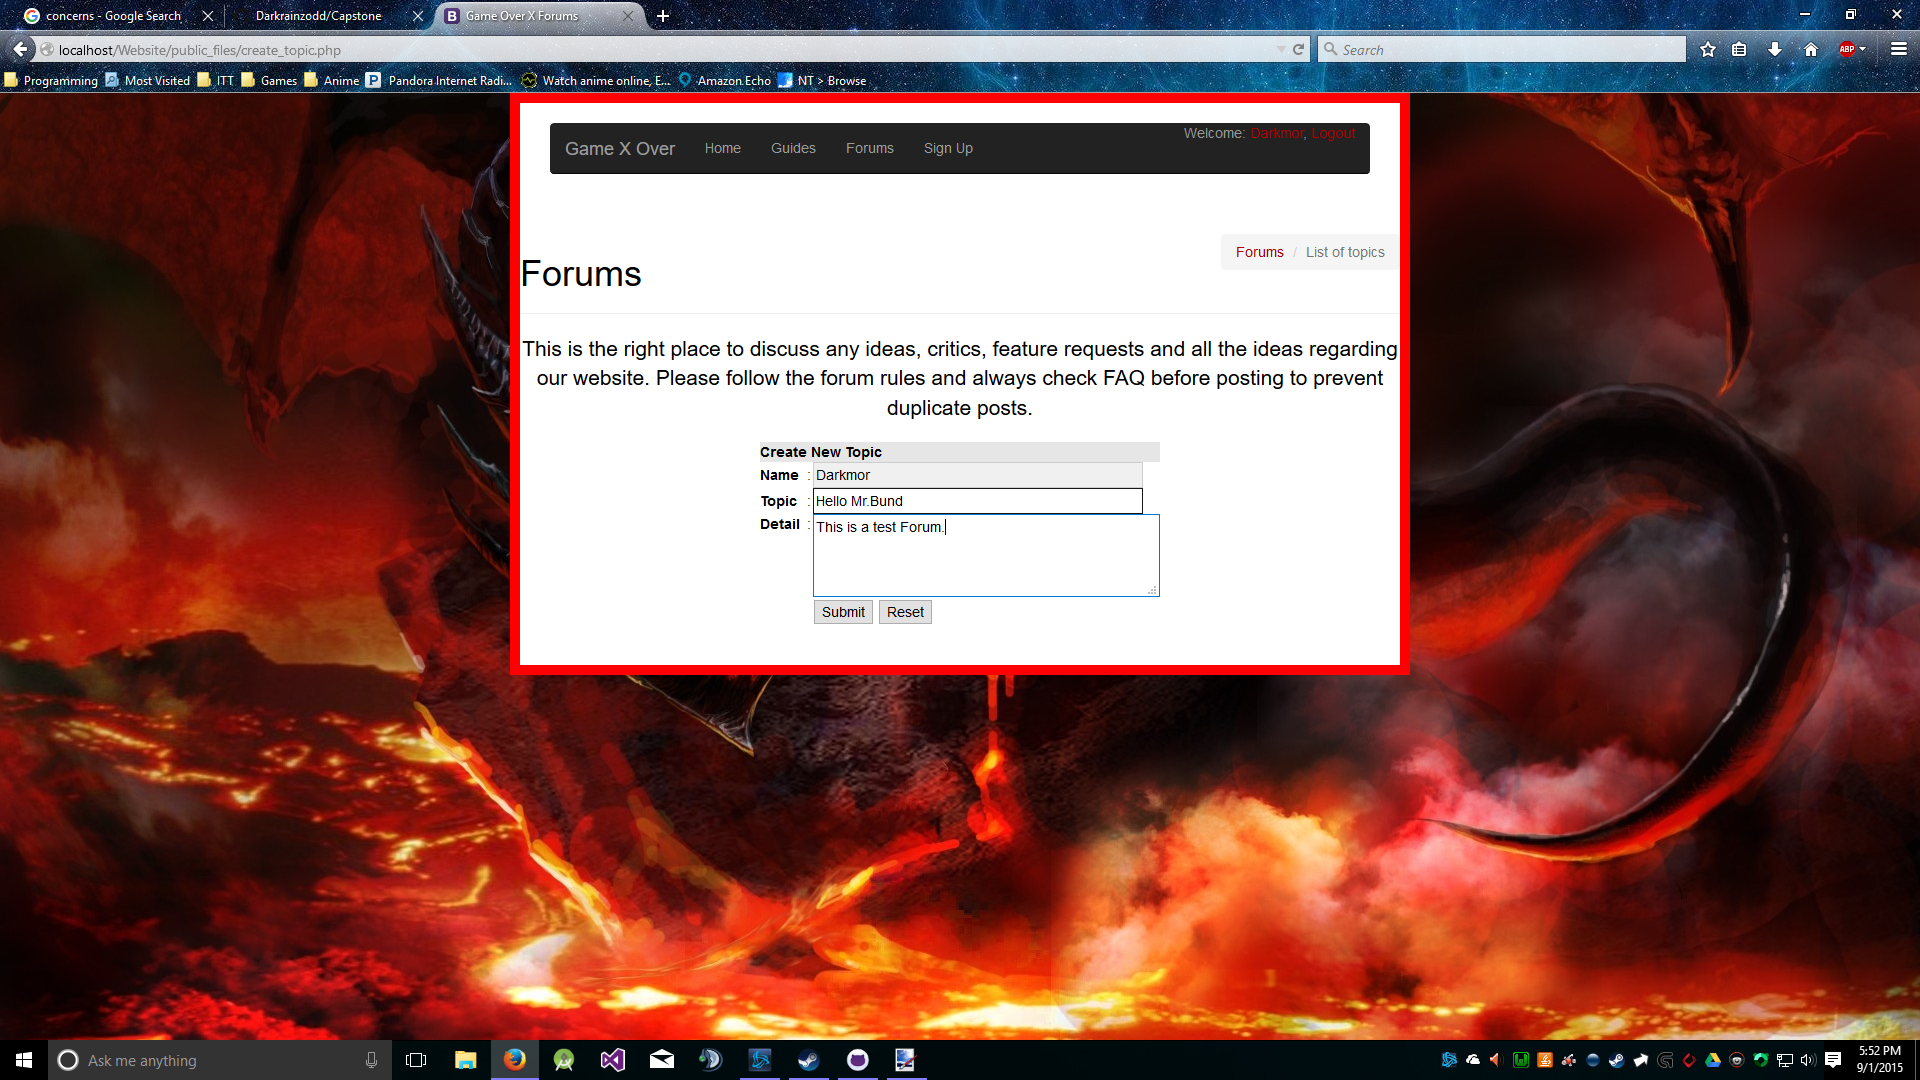 concerns - Google Search
Darkrainzodd/Capstone
B Game Over X Forums
localhost/Website/public_files/create_topic.php
Search
ABP
Programming Most Visited ITT Games Anime P Pandora Internet Radi... Watch anime online, E... Amazon Echo NT > Browse
Welcome: Darkmor, Logout
Game X Over Home Guides Forums Sign Up
Forums / List of topics
Forums
This is the right place to discuss any ideas, critics, feature requests and all the ideas regarding
our website. Please follow the forum rules and always check FAQ before posting to prevent
duplicate posts.
Create New Topic
Name : Darkmor
Topic : Hello Mr.Bund
Detail : This is a test Forum.
Submit Reset
Ask me anything
5:52 PM
9/1/2015